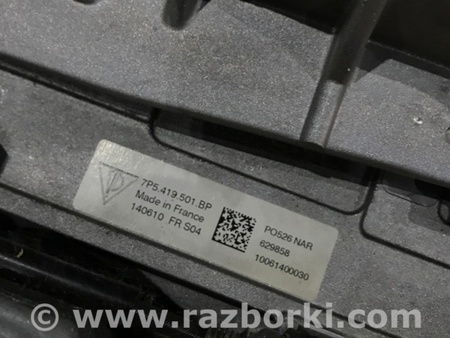 7P5.419.501.BP
Made in France
140610 FR S04
PO526 NAR
629858
10061400030
© www.razborki.com